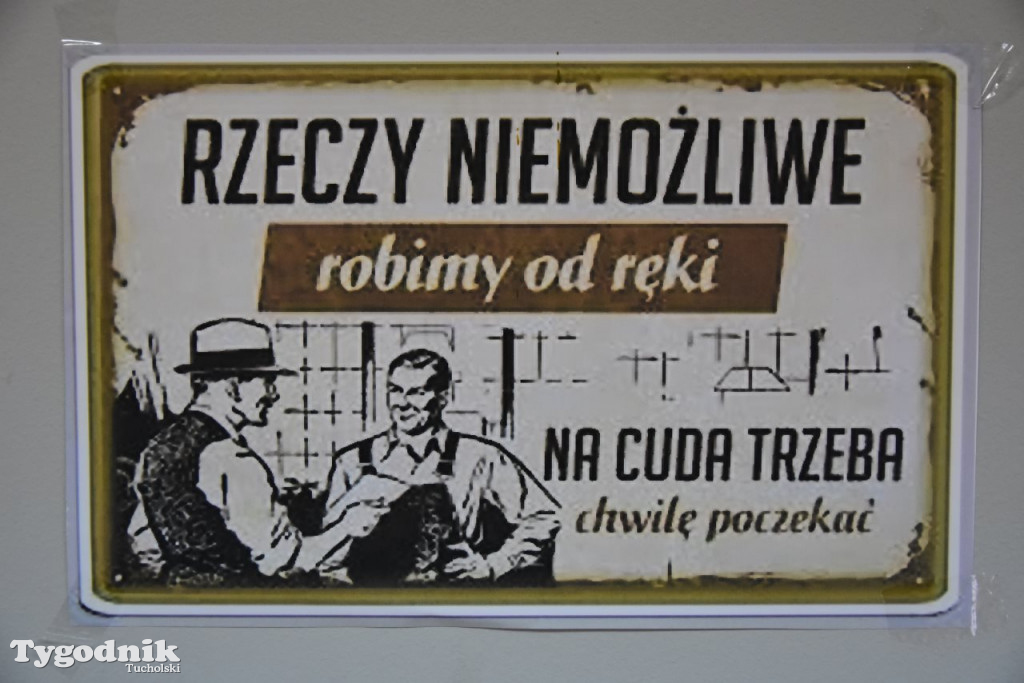 RZECZY NIEMOŻLIWE
robimy od ręki
NA CUDA TRZEBA
chwilę poczekać
Tygodnik
Tucholski